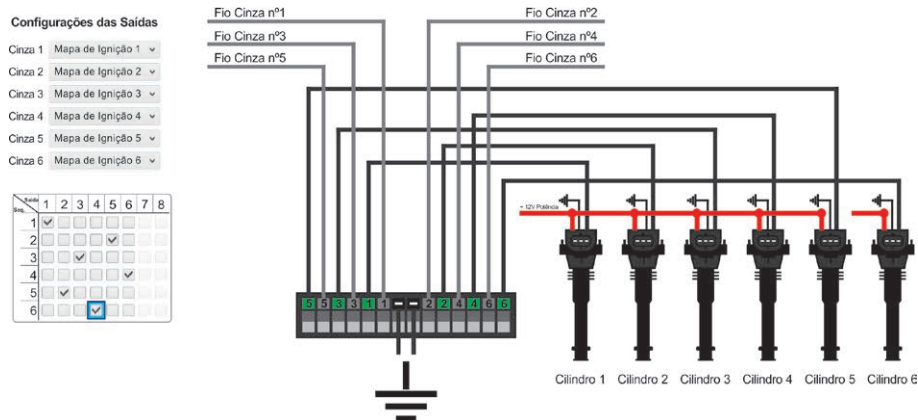 Configurações das Saídas
Cinza 1 Mapa de Ignição 1
Cinza 2 Mapa de Ignição 2
Cinza 3 Mapa de Ignição 3
Cinza 4 Mapa de Ignição 4
Cinza 5 Mapa de Ignição 5
Cinza 6 Mapa de Ignição 6
Saída
Seq.
1 2 3 4 5 6 7 8
1
2
3
4
5
6
Fio Cinza nº1
Fio Cinza nº3
Fio Cinza nº5
Fio Cinza nº2
Fio Cinza nº4
Fio Cinza nº6
+ 12V Potência
5 5 3 3 1 1 2 2 4 4 6 6
Cilindro 1 Cilindro 2 Cilindro 3 Cilindro 4 Cilindro 5 Cilindro 6